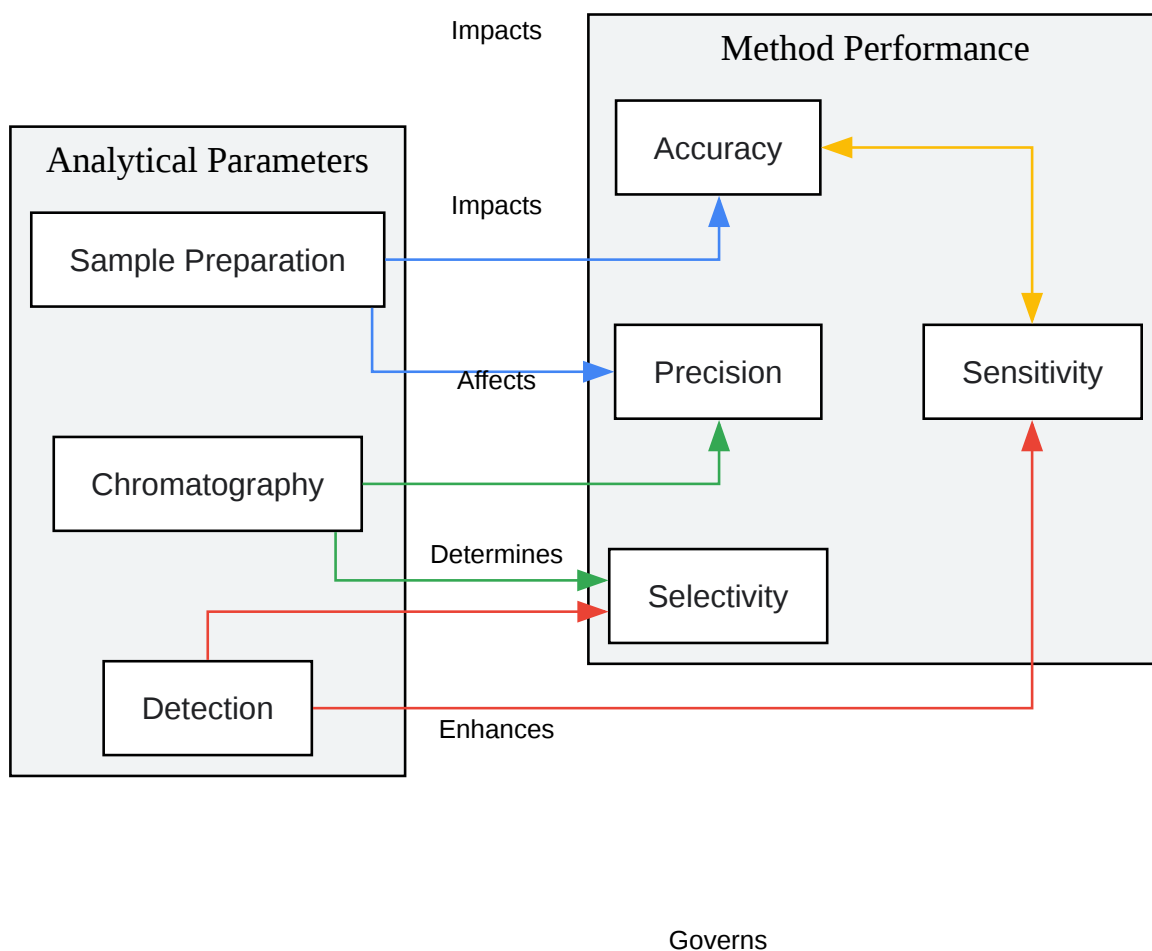 Impacts
Method Performance
Accuracy
Analytical Parameters
Impacts
Sample Preparation
Precision
Sensitivity
Affects
Chromatography
Determines
Selectivity
Detection
Enhances
Governs